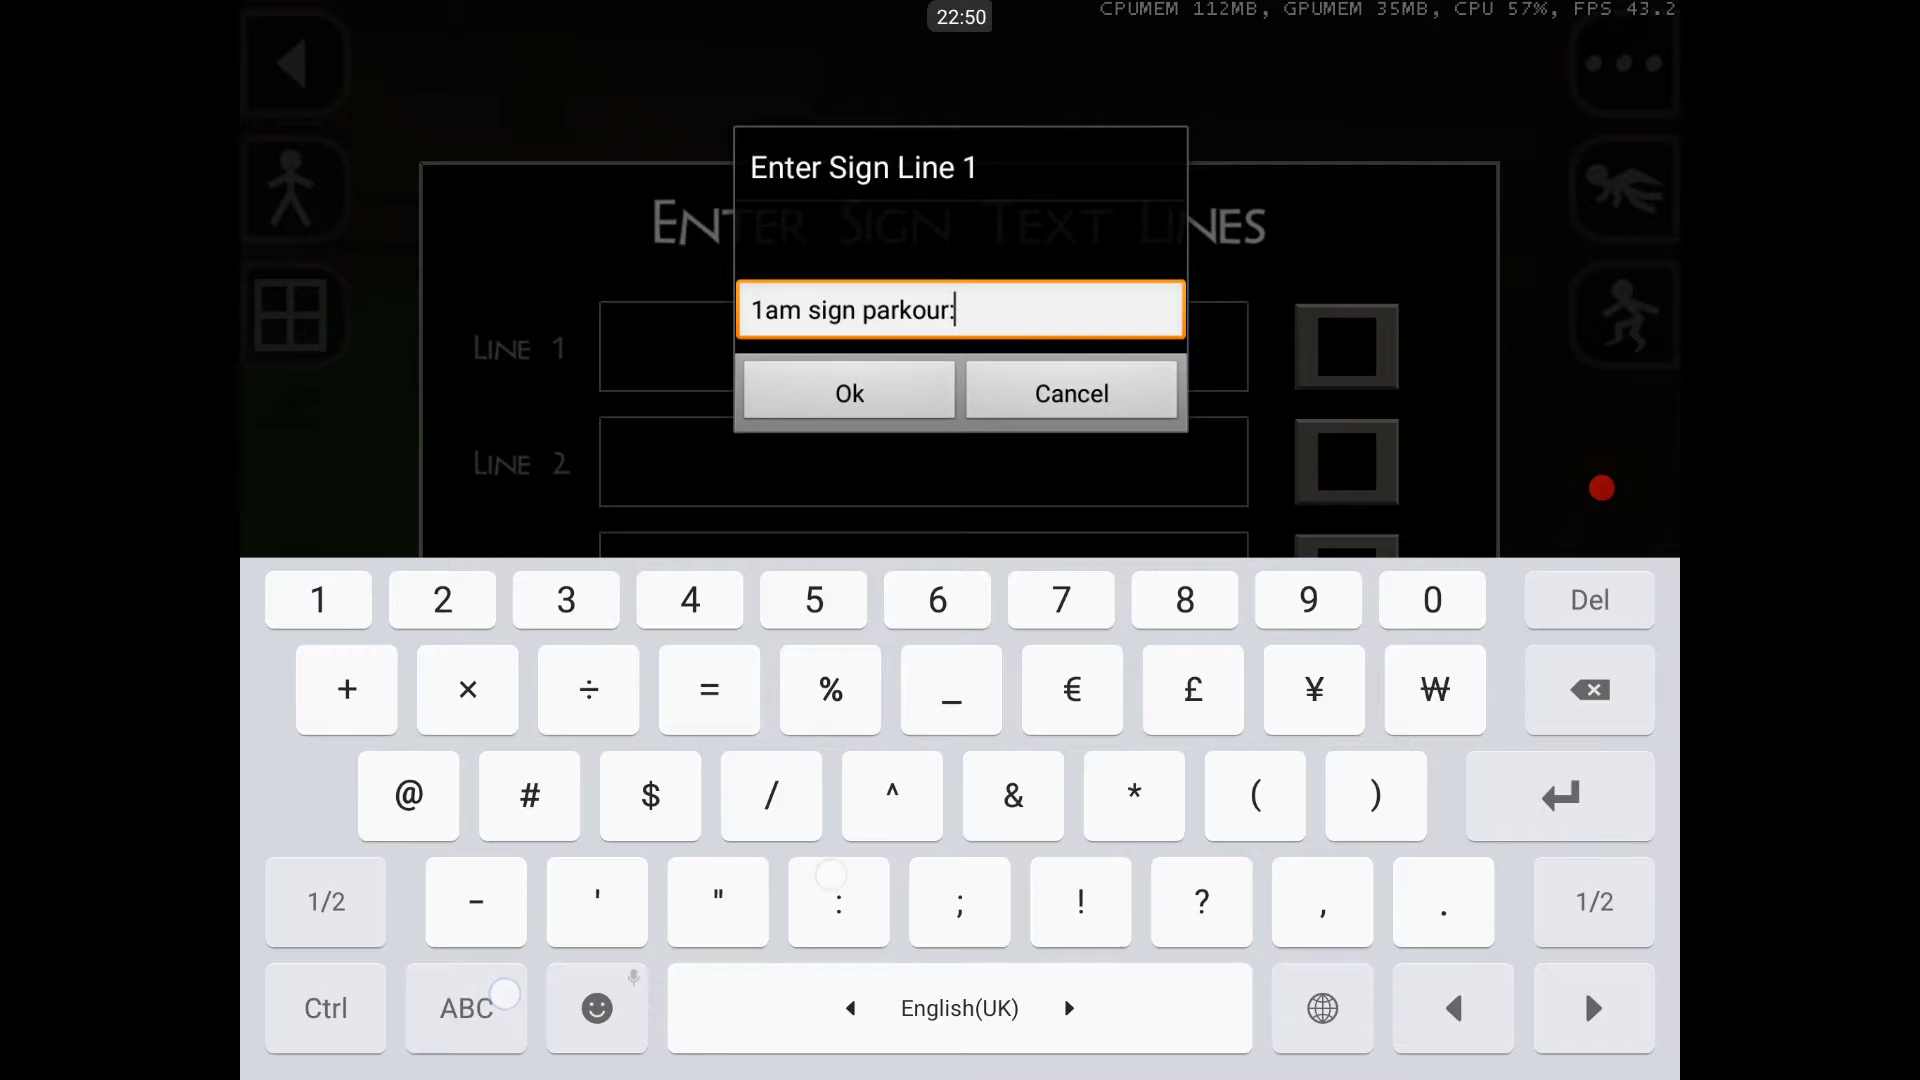 22:50
CPUMEM 112MB, GPUMEM 35MB, CPU 57%, FPS 43.2
Enter Sign Line 1
ENTER SIGN TEXT LINES
1am sign parkour:
LINE 1
Ok Cancel
LINE 2
1 2 3 4 5 6 7 8 9 0 Del
+ × ÷ = % _ € £ ¥ ₩
@ # $ / ^ & * ( )
1/2 - ' " : ; ! ? , . 1/2
Ctrl ABC English(UK)